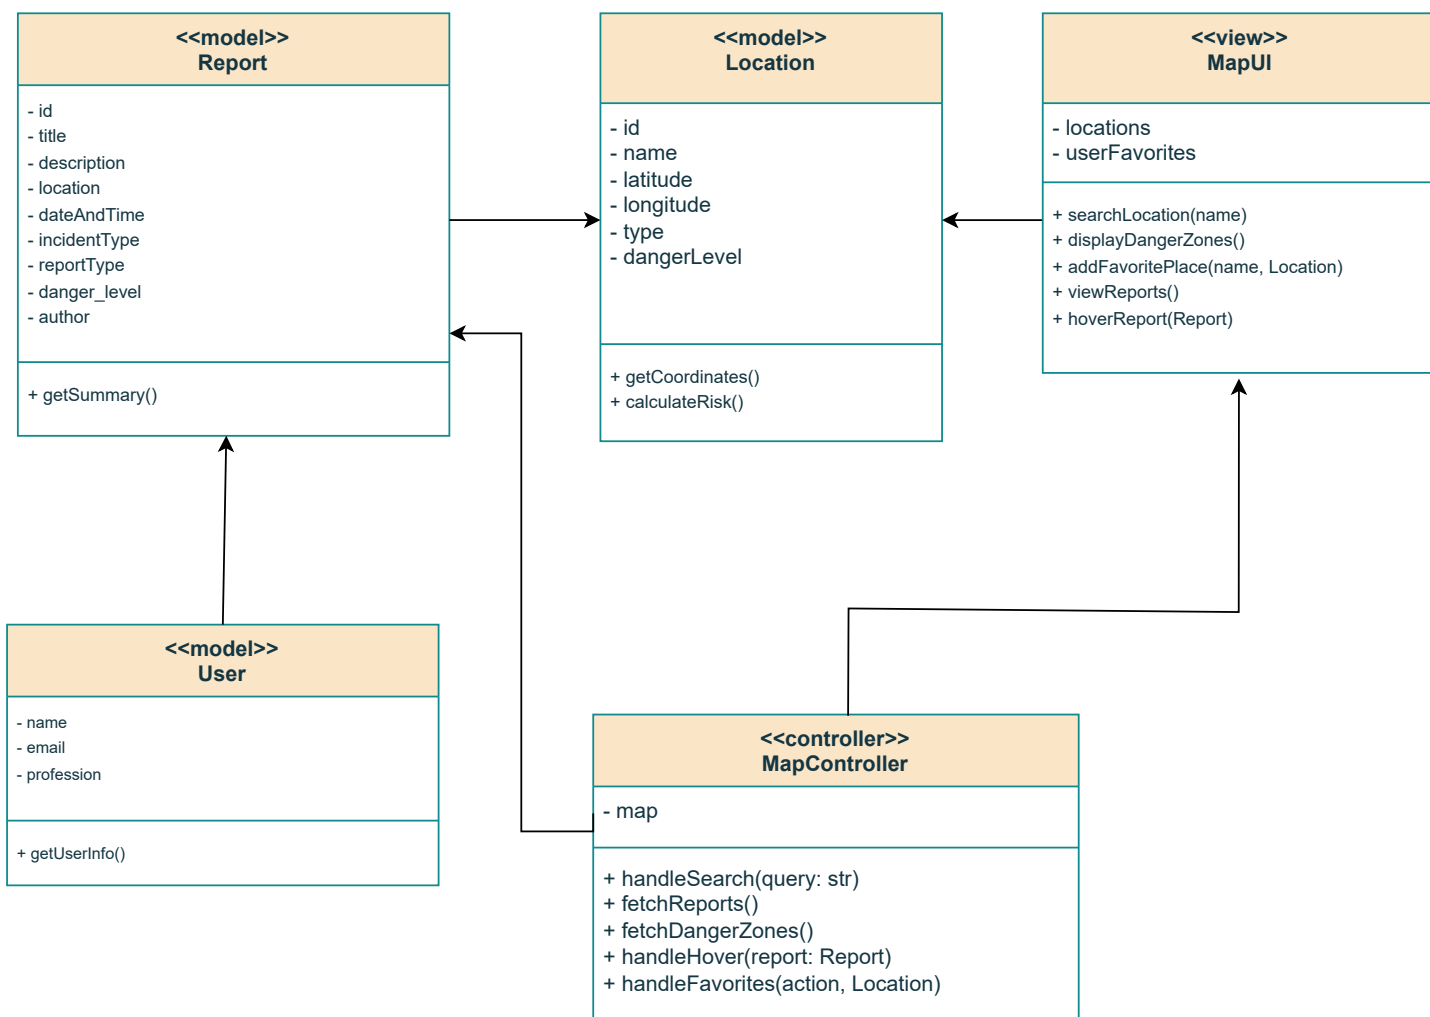 <<model>>
Report
- id
- title
- description
- location
- dateAndTime
- incidentType
- reportType
- danger_level
- author
+ getSummary()
<<model>>
Location
- id
- name
- latitude
- longitude
- type
- dangerLevel
+ getCoordinates()
+ calculateRisk()
<<view>>
MapUI
- locations
- userFavorites
+ searchLocation(name)
+ displayDangerZones()
+ addFavoritePlace(name, Location)
+ viewReports()
+ hoverReport(Report)
<<model>>
User
- name
- email
- profession
+ getUserInfo()
<<controller>>
MapController
- map
+ handleSearch(query: str)
+ fetchReports()
+ fetchDangerZones()
+ handleHover(report: Report)
+ handleFavorites(action, Location)